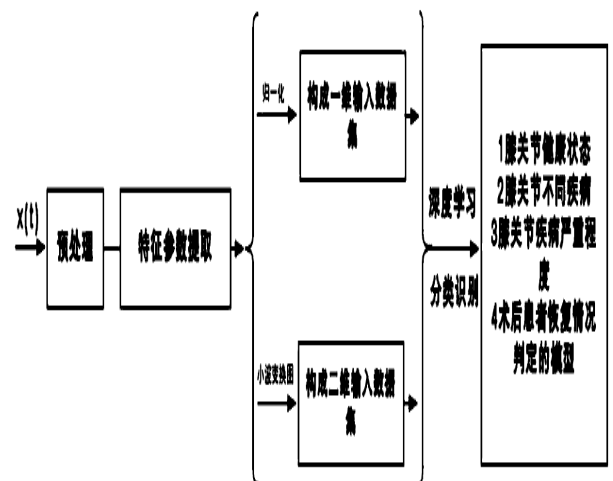 X(t)
预处理
特征参数提取
归一化
构成一维输入数据
集
小波变换图
构成二维输入数据
集
深度学习
分类识别
1膝关节健康状态
2膝关节不同疾病
3膝关节疾病严重程
度
4术后患者恢复情况
判定的模型